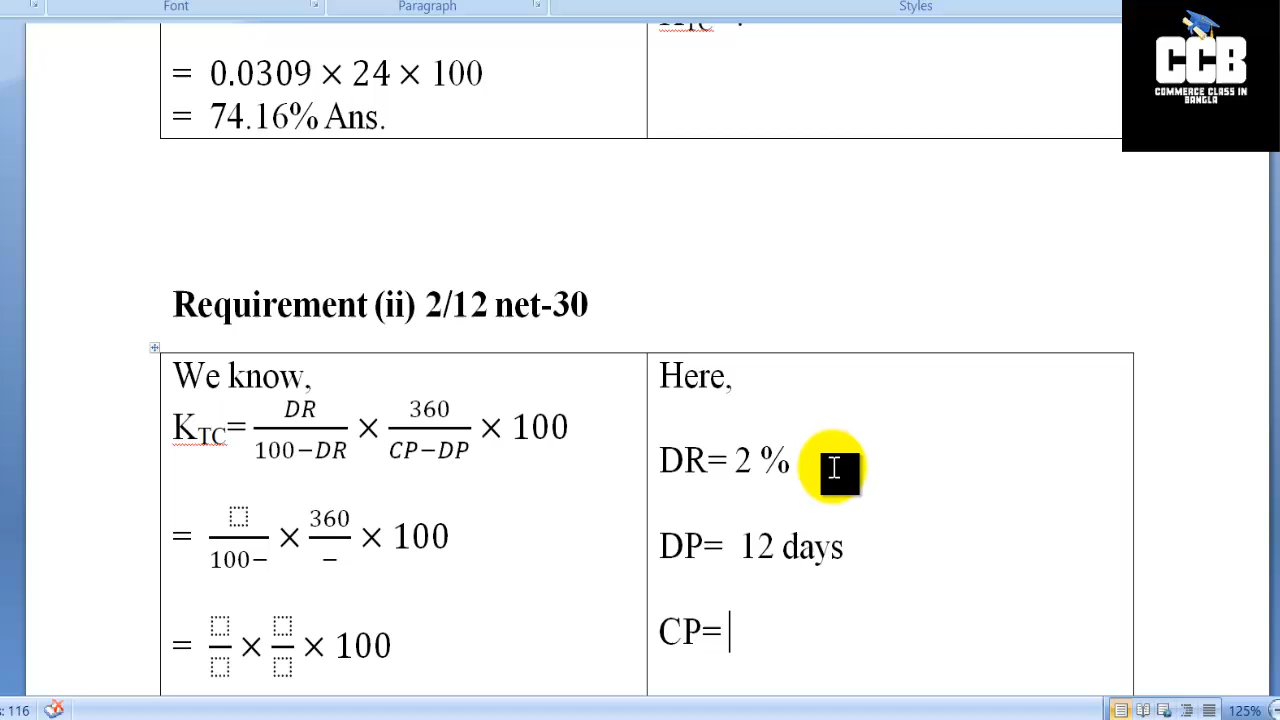 Font Paragraph Styles
CCB
COMMERCE CLASS IN
BANGLA
= 0.0309 × 24 × 100
= 74.16% Ans.
Requirement (ii) 2/12 net-30
We know,
K_TC= DR/(100−DR) × 360/(CP−DP) × 100
= ⬚/(100−) × 360/− × 100
= ⬚/⬚ × ⬚/⬚ × 100
Here,
DR= 2 %
DP= 12 days
CP=
s: 116 125%